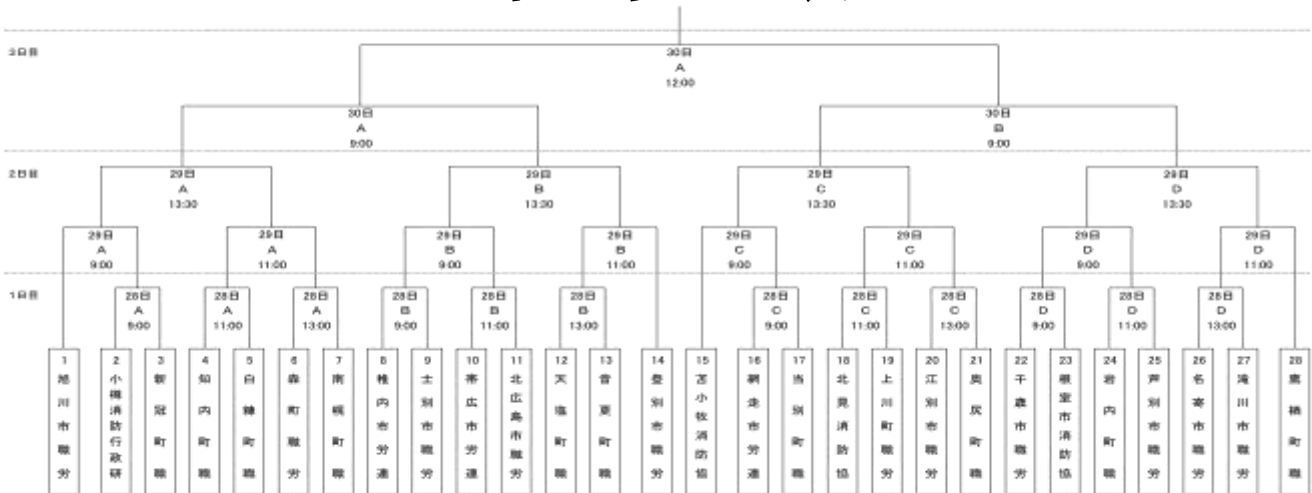 3日目
30日
A
12:00
30日
A
9:00
30日
B
9:00
2日目
29日
A
13:30
29日
B
13:30
29日
C
13:30
29日
D
13:30
29日
A
9:00
29日
A
11:00
29日
B
9:00
29日
B
11:00
29日
C
9:00
29日
C
11:00
29日
D
9:00
29日
D
11:00
1日目
28日
A
9:00
28日
A
11:00
28日
A
13:00
28日
B
9:00
28日
B
11:00
28日
B
13:00
28日
C
9:00
28日
C
11:00
28日
C
13:00
28日
D
9:00
28日
D
11:00
28日
D
13:00
1
旭川市職労
2
小樽消防行政研
3
新冠町職
4
知内町職
5
白糠町職
6
森町職労
7
南幌町職
8
稚内市労連
9
士別市職労
10
帯広市労連
11
北広島市職労
12
天塩町職
13
音更町職
14
登別市職労
15
苫小牧消防協
16
網走市労連
17
当別町職
18
北見消防協
19
上川町職労
20
江別市職労
21
奥尻町職
22
千歳市職労
23
根室市消防協
24
岩内町職
25
芦別市職労
26
名寄市職労
27
滝川市職労
28
鷹栖町職